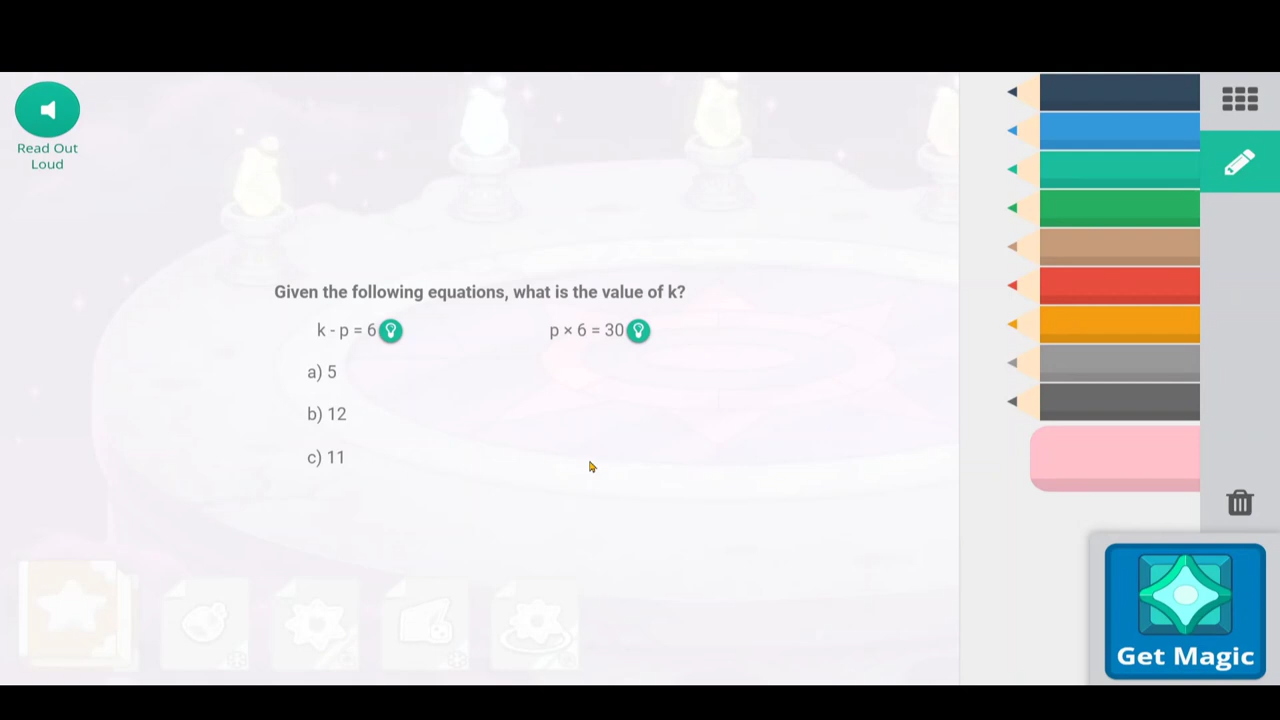 Read Out
Loud
Given the following equations, what is the value of k?
k - p = 6 p × 6 = 30
a) 5
b) 12
c) 11
Get Magic